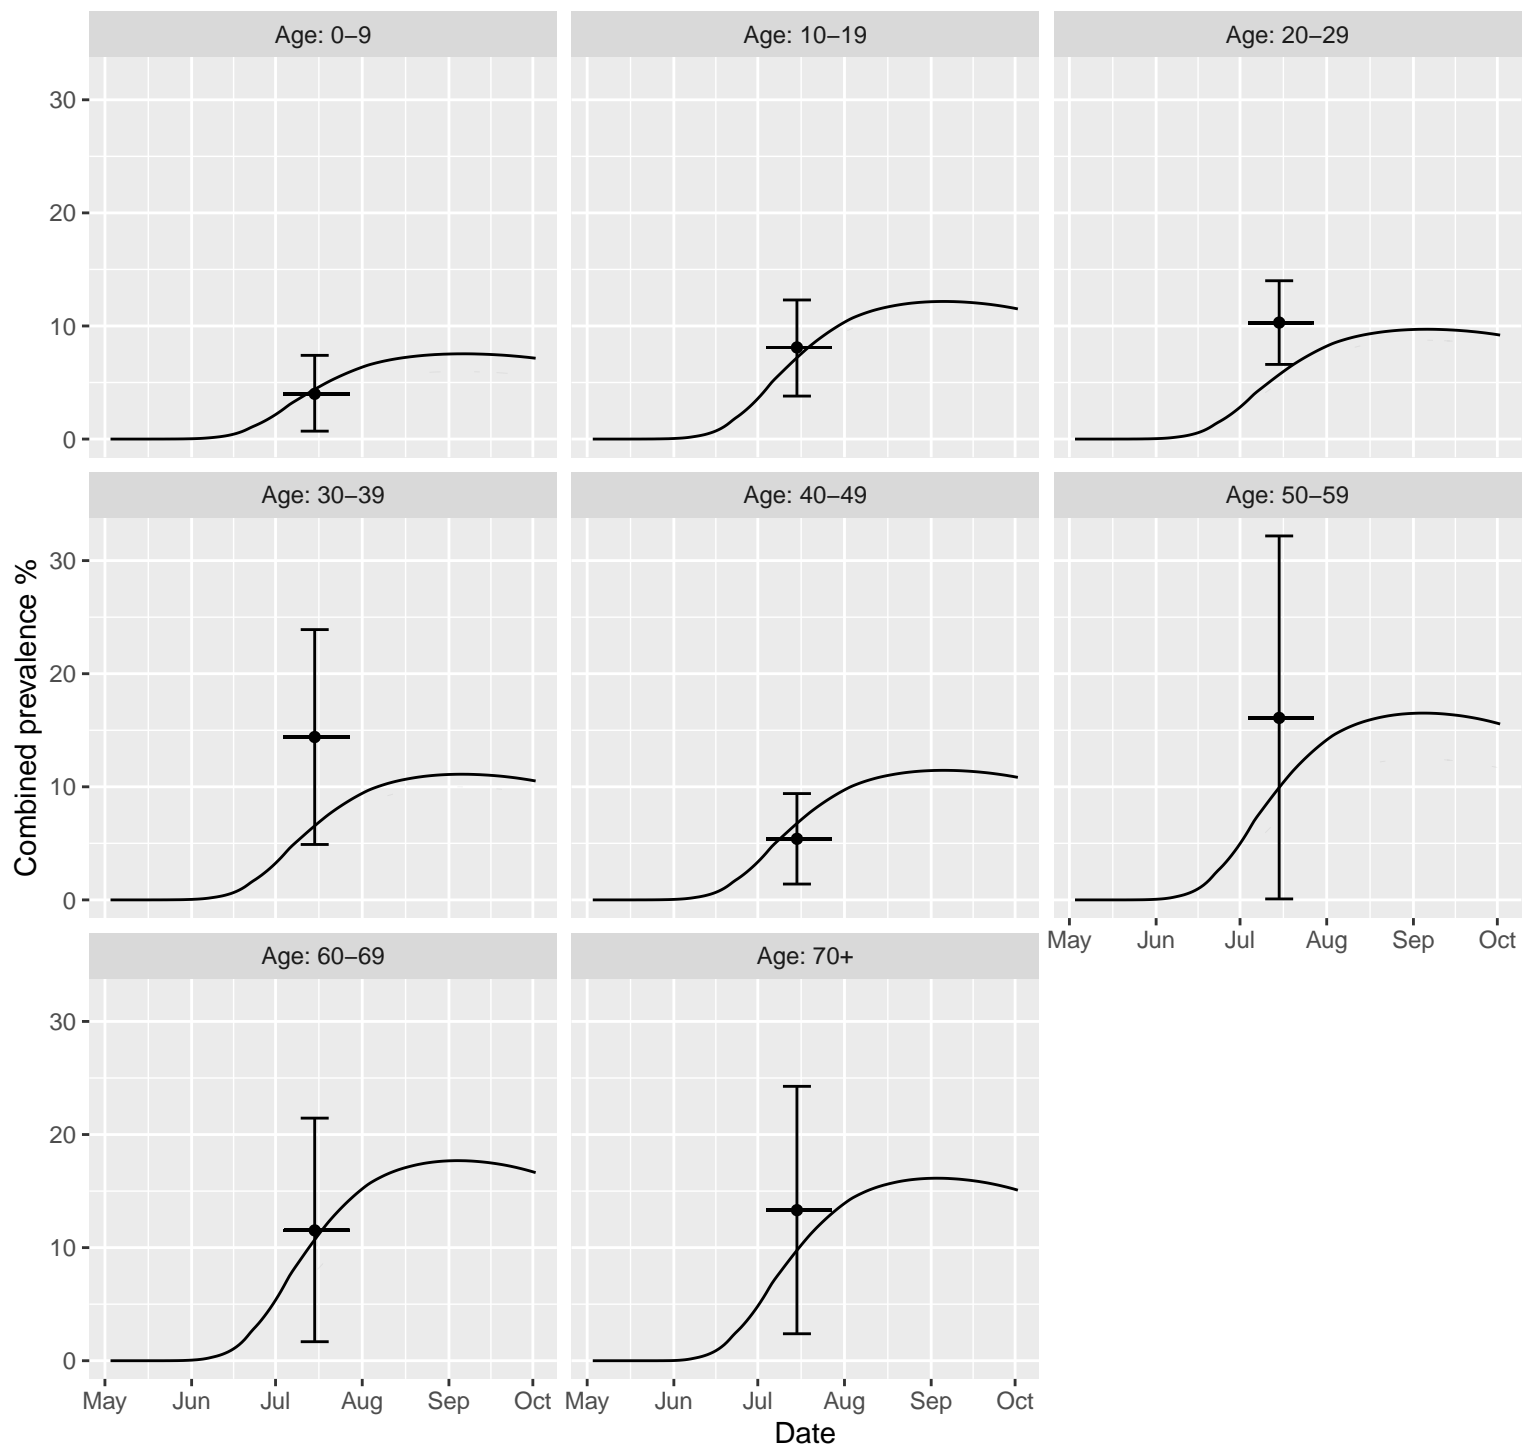 Age: 0–9
Age: 10–19
Age: 20–29
30
20
10
0
Age: 30–39
Age: 40–49
Age: 50–59
30
20
10
0
May Jun Jul Aug Sep Oct
Age: 60–69
Age: 70+
30
20
10
0
May Jun Jul Aug Sep Oct
May Jun Jul Aug Sep Oct
Combined prevalence %
Date